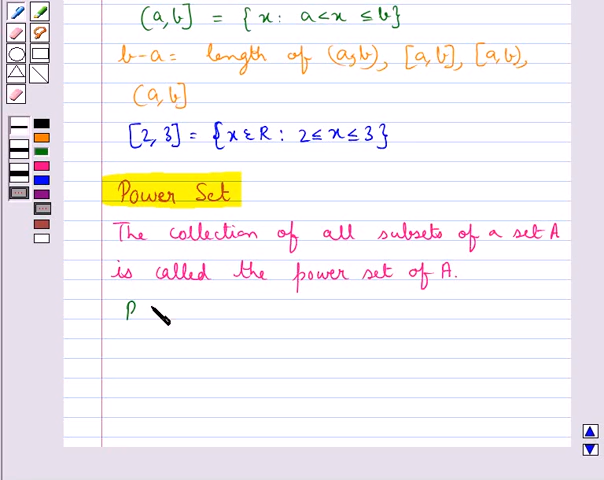 (a,b] = { x : a<x ≤ b}
b-a = length of (a,b), [a,b], [a,b),
(a,b]
[2,3] = {x ∈ R : 2 ≤ x ≤ 3}
Power Set
The collection of all subsets of a set A
is called the power set of A.
P